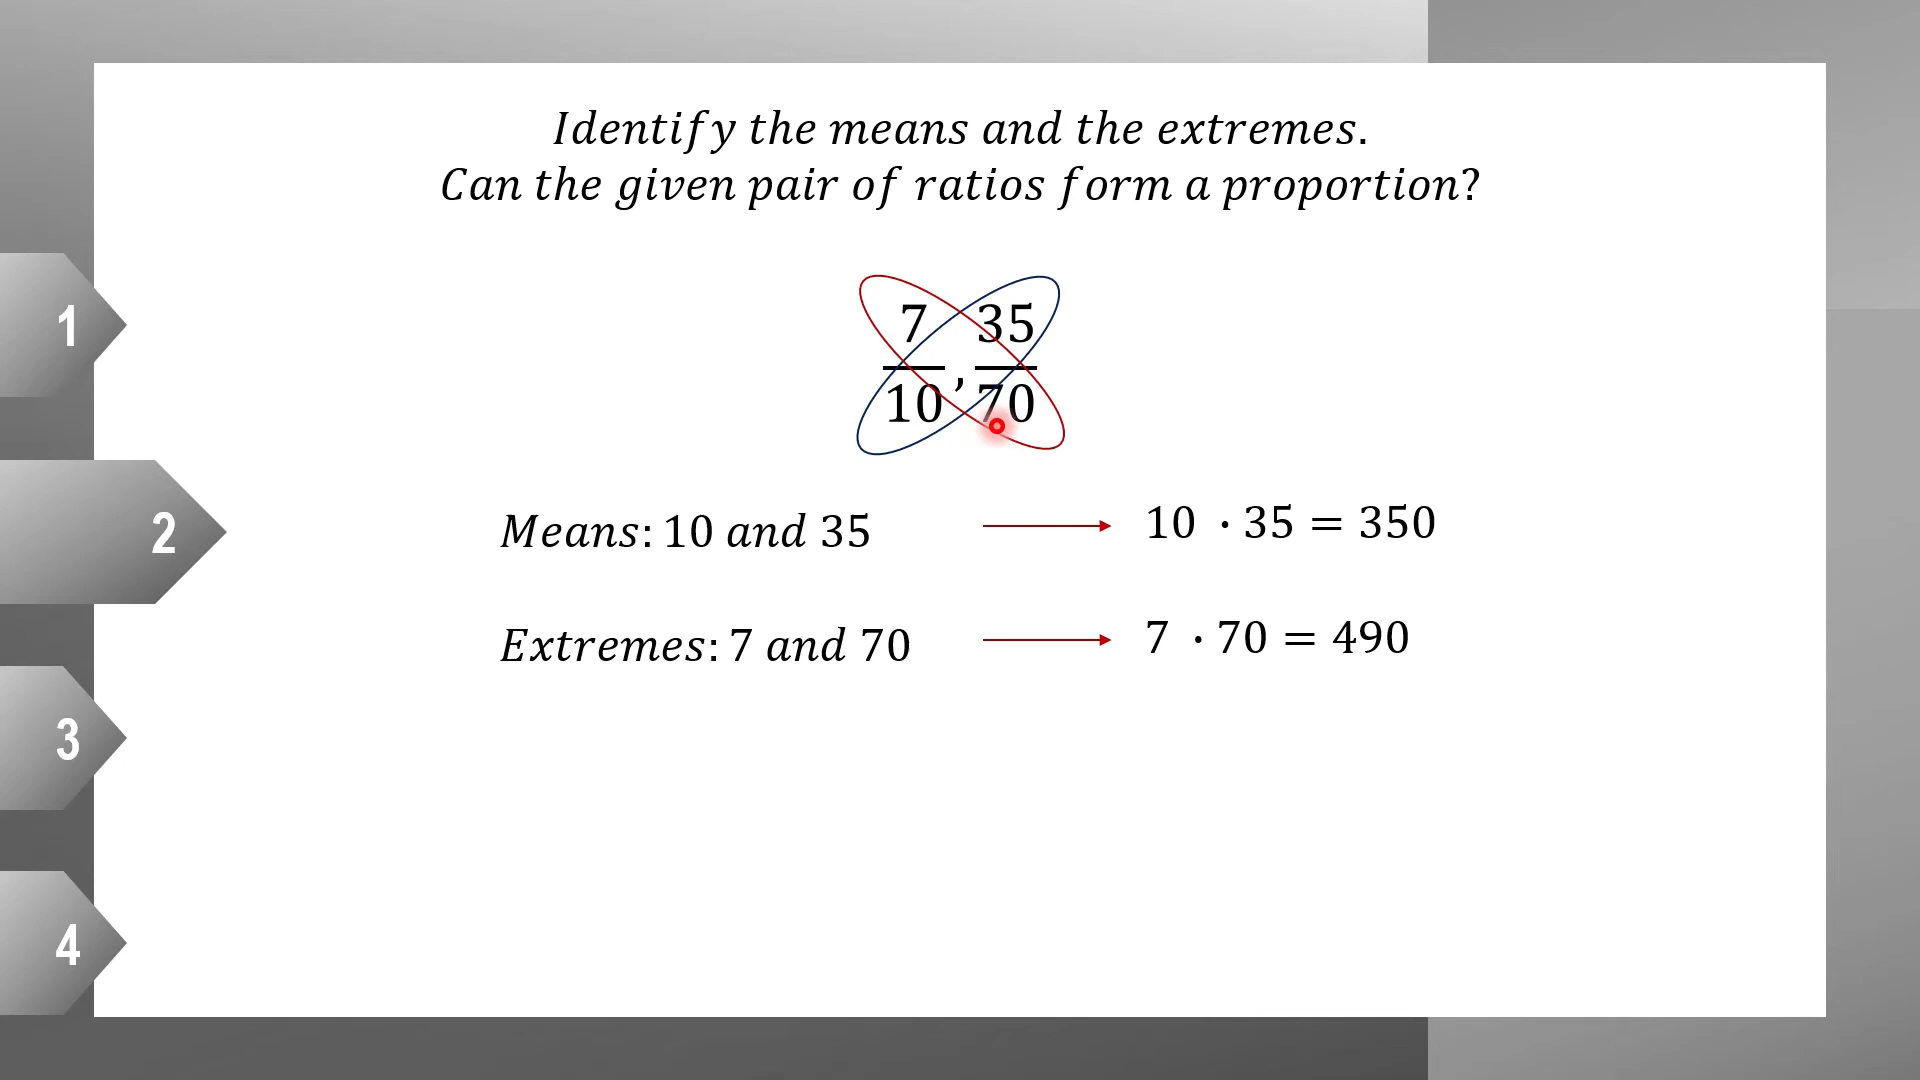 Identify the means and the extremes.
Can the given pair of ratios form a proportion?
7/10 , 35/70
Means: 10 and 35
10 · 35 = 350
Extremes: 7 and 70
7 · 70 = 490
1
2
3
4